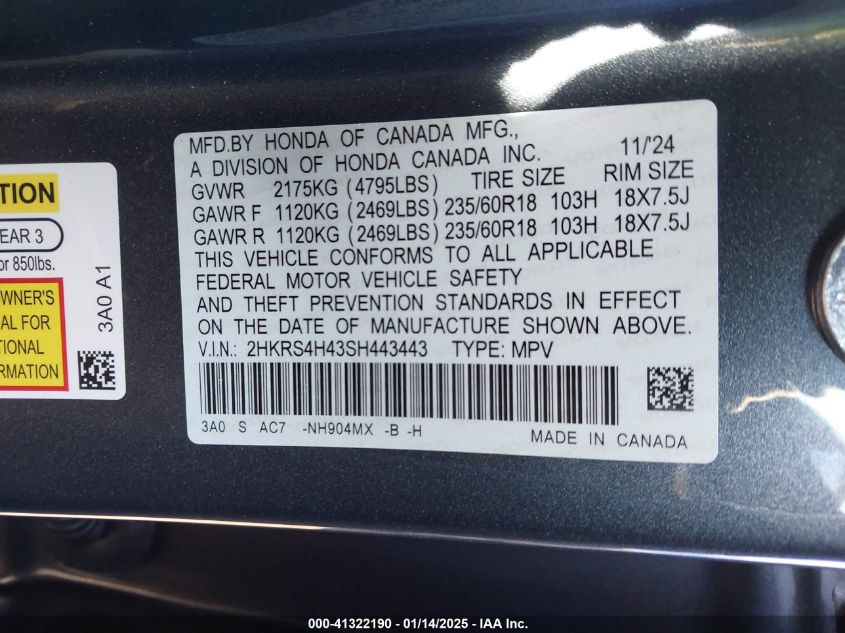 TION
EAR 3
or 850lbs.
OWNER'S
AL FOR
TIONAL
ORMATION
3A0 A1
MFD.BY HONDA OF CANADA MFG.,
A DIVISION OF HONDA CANADA INC. 11/'24
GVWR 2175KG (4795LBS) TIRE SIZE RIM SIZE
GAWR F 1120KG (2469LBS) 235/60R18 103H 18X7.5J
GAWR R 1120KG (2469LBS) 235/60R18 103H 18X7.5J
THIS VEHICLE CONFORMS TO ALL APPLICABLE
FEDERAL MOTOR VEHICLE SAFETY
AND THEFT PREVENTION STANDARDS IN EFFECT
ON THE DATE OF MANUFACTURE SHOWN ABOVE.
V.I.N.: 2HKRS4H43SH443443 TYPE: MPV
3A0 S AC7 -NH904MX -B -H
MADE IN CANADA
000-41322190 - 01/14/2025 - IAA Inc.